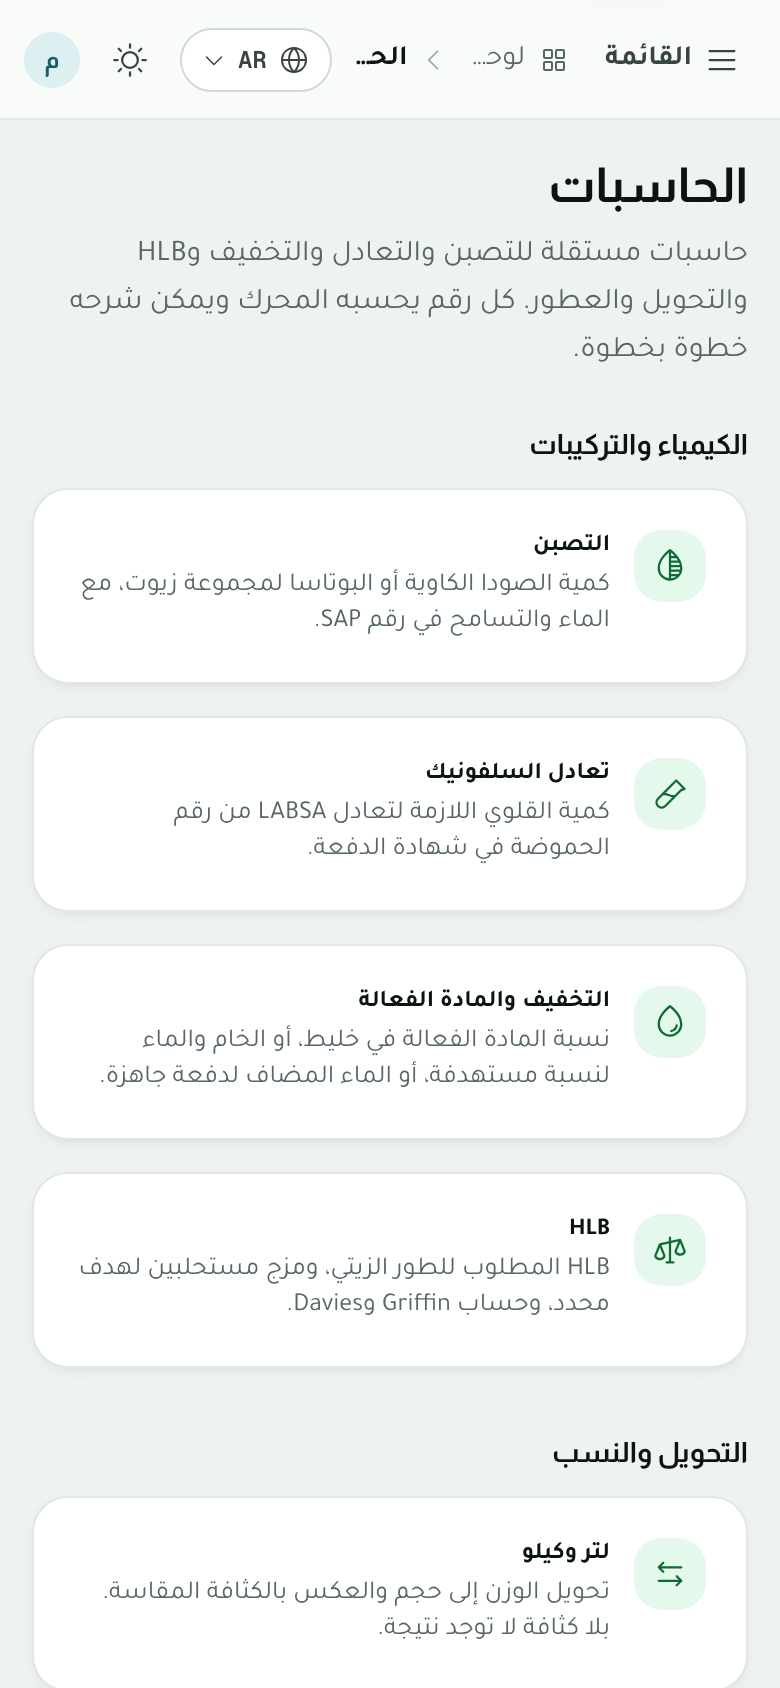 القائمة
لوحـ...
الحـ...
AR
م
الحاسبات
حاسبات مستقلة للتصبن والتعادل والتخفيف وHLB
والتحويل والعطور. كل رقم يحسبه المحرك ويمكن شرحه
خطوة بخطوة.
الكيمياء والتركيبات
التصبن
كمية الصودا الكاوية أو البوتاسا لمجموعة زيوت، مع
الماء والتسامح في رقم SAP.
تعادل السلفونيك
كمية القلوي اللازمة لتعادل LABSA من رقم
الحموضة في شهادة الدفعة.
التخفيف والمادة الفعالة
نسبة المادة الفعالة في خليط، أو الخام والماء
لنسبة مستهدفة، أو الماء المضاف لدفعة جاهزة.
HLB
HLB المطلوب للطور الزيتي، ومزج مستحلبين لهدف
محدد، وحساب Griffin وDavies.
التحويل والنسب
لتر وكيلو
تحويل الوزن إلى حجم والعكس بالكثافة المقاسة.
بلا كثافة لا توجد نتيجة.